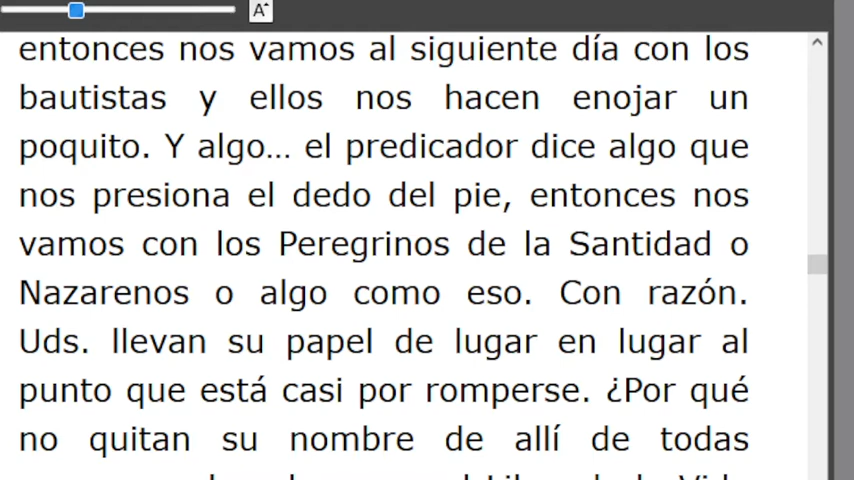 A
entonces nos vamos al siguiente día con los
bautistas y ellos nos hacen enojar un
poquito. Y algo... el predicador dice algo que
nos presiona el dedo del pie, entonces nos
vamos con los Peregrinos de la Santidad o
Nazarenos o algo como eso. Con razón.
Uds. llevan su papel de lugar en lugar al
punto que está casi por romperse. ¿Por qué
no quitan su nombre de allí de todas